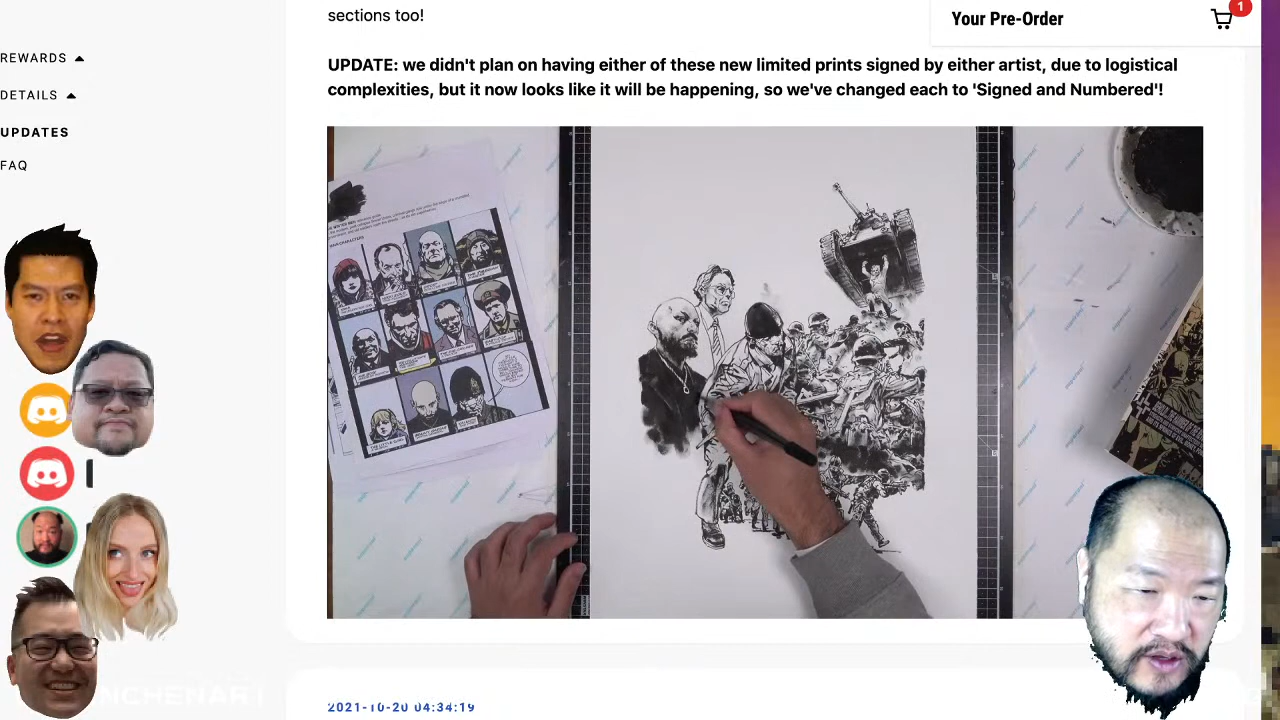 sections too!
Your Pre-Order
1
REWARDS
UPDATE: we didn't plan on having either of these new limited prints signed by either artist, due to logistical
complexities, but it now looks like it will be happening, so we've changed each to 'Signed and Numbered'!
DETAILS
UPDATES
FAQ
2021-10-20 04:34:19